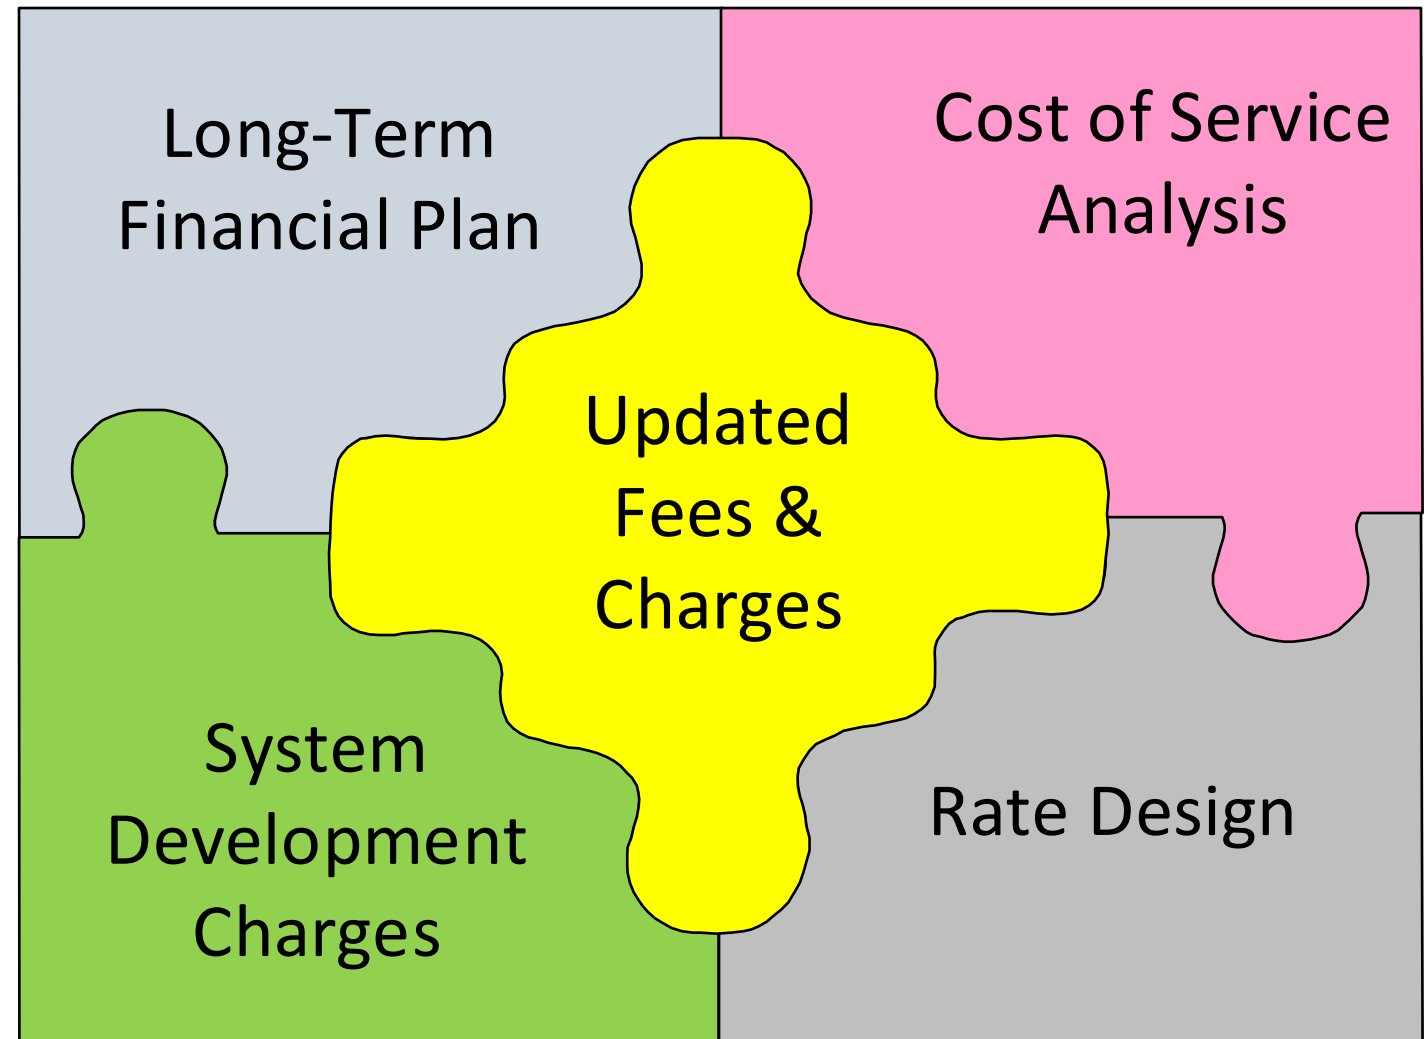 Long-Term
Financial Plan
Cost of Service
Analysis
Updated
Fees &
Charges
System
Development
Charges
Rate Design